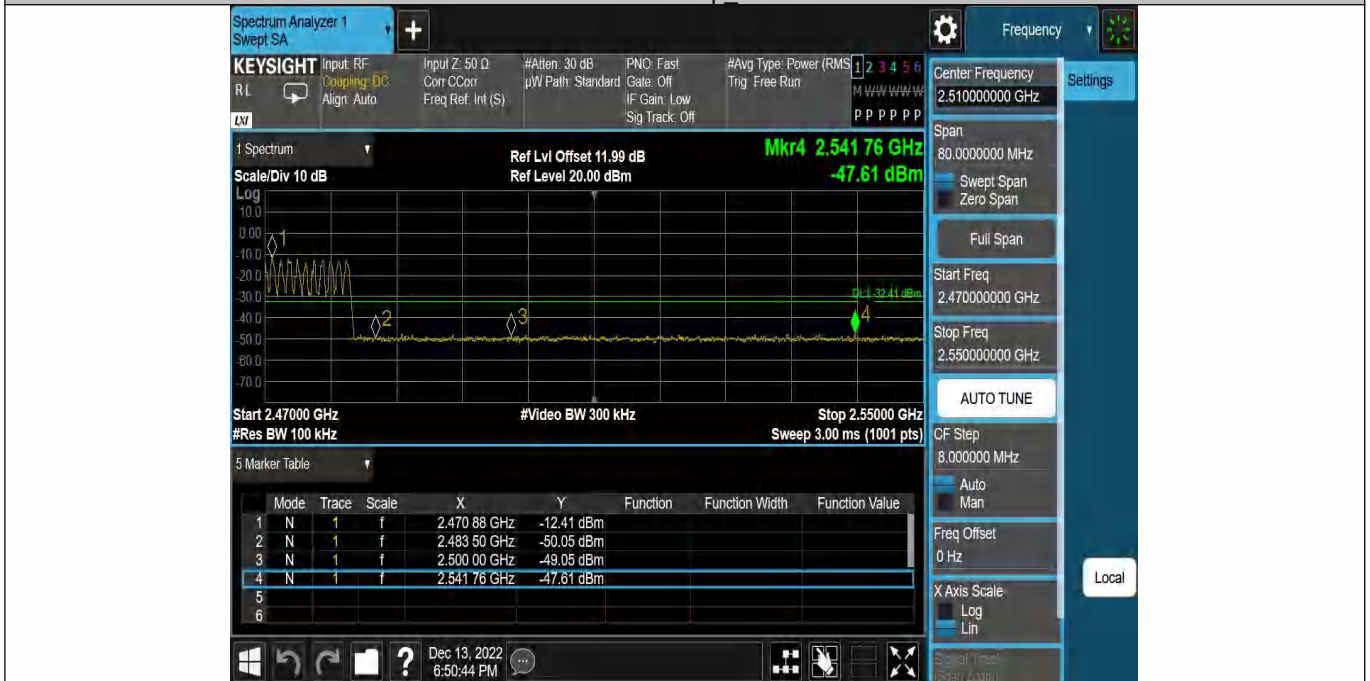 Spectrum Analyzer 1
Swept SA
+
Frequency
KEYSIGHT
RL
LXI
Input: RF
Coupling: DC
Align: Auto
Input Z: 50 Ω
Corr CCorr
Freq Ref: Int (S)
#Atten: 30 dB
µW Path: Standard
PNO: Fast
Gate: Off
IF Gain: Low
Sig Track: Off
#Avg Type: Power (RMS
Trig: Free Run
1 2 3 4 5 6
M W W W W W
P P P P P P
1 Spectrum
Scale/Div 10 dB
Ref Lvl Offset 11.99 dB
Ref Level 20.00 dBm
Mkr4 2.541 76 GHz
-47.61 dBm
Log
10.0
0.00
-10.0
-20.0
-30.0
-40.0
-50.0
-60.0
-70.0
1
2
3
4
DL1 -32.41 dBm
Start 2.47000 GHz
#Res BW 100 kHz
#Video BW 300 kHz
Stop 2.55000 GHz
Sweep 3.00 ms (1001 pts)
5 Marker Table
Mode Trace Scale X Y Function Function Width Function Value
1 N 1 f 2.470 88 GHz -12.41 dBm
2 N 1 f 2.483 50 GHz -50.05 dBm
3 N 1 f 2.500 00 GHz -49.05 dBm
4 N 1 f 2.541 76 GHz -47.61 dBm
5
6
?
Dec 13, 2022
6:50:44 PM
Center Frequency
2.510000000 GHz
Settings
Span
80.0000000 MHz
Swept Span
Zero Span
Full Span
Start Freq
2.470000000 GHz
Stop Freq
2.550000000 GHz
AUTO TUNE
CF Step
8.000000 MHz
Auto
Man
Freq Offset
0 Hz
X Axis Scale
Log
Lin
Local
Signal Track
(Span Zoom)